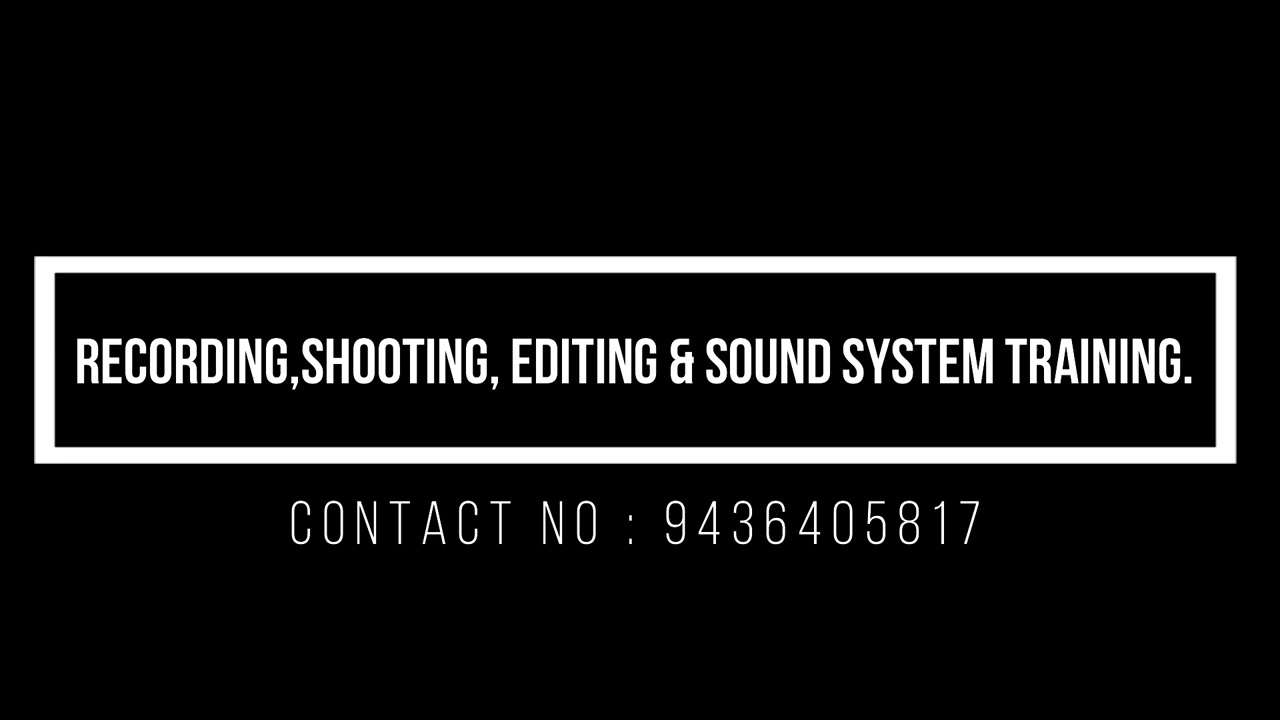 RECORDING,SHOOTING, EDITING & SOUND SYSTEM TRAINING.
CONTACT NO : 9436405817